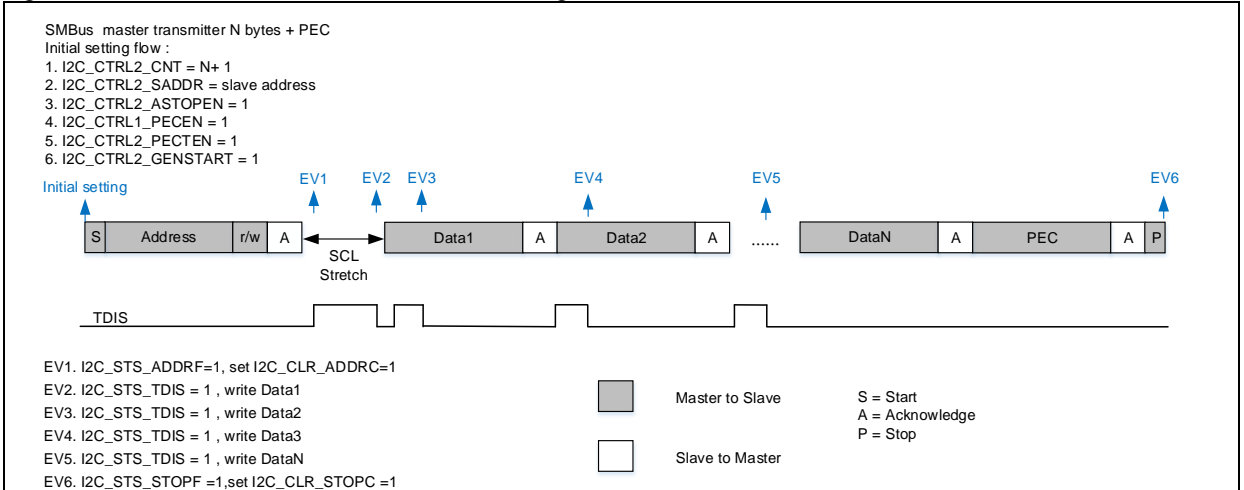 SMBus master transmitter N bytes + PEC
Initial setting flow :
1. I2C_CTRL2_CNT = N+ 1
2. I2C_CTRL2_SADDR = slave address
3. I2C_CTRL2_ASTOPEN = 1
4. I2C_CTRL1_PECEN = 1
5. I2C_CTRL2_PECTEN = 1
6. I2C_CTRL2_GENSTART = 1
Initial setting EV1 EV2 EV3 EV4 EV5 EV6
S Address r/w A Data1 A Data2 A ...... DataN A PEC A P
SCL
Stretch
TDIS
EV1. I2C_STS_ADDRF=1, set I2C_CLR_ADDRC=1
EV2. I2C_STS_TDIS = 1 , write Data1
EV3. I2C_STS_TDIS = 1 , write Data2
EV4. I2C_STS_TDIS = 1 , write Data3
EV5. I2C_STS_TDIS = 1 , write DataN
EV6. I2C_STS_STOPF =1,set I2C_CLR_STOPC =1
Master to Slave
Slave to Master
S = Start
A = Acknowledge
P = Stop